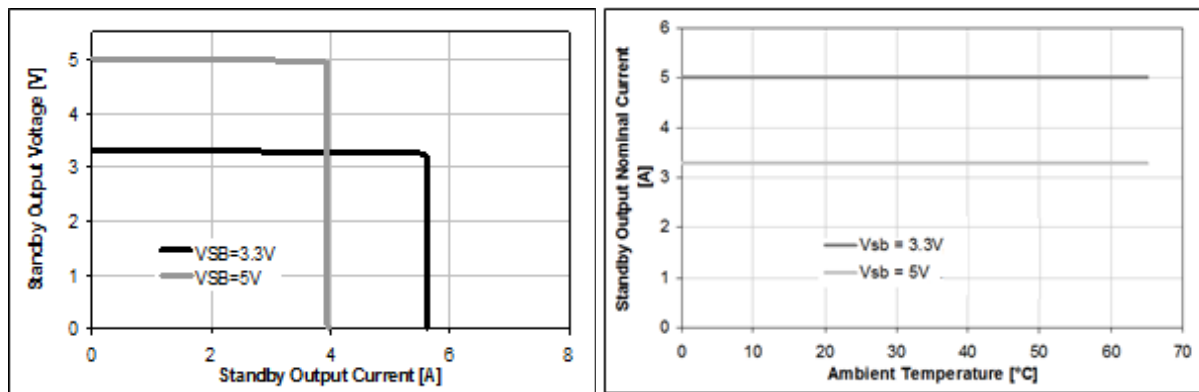 Standby Output Voltage [V]
5
4
3
2
1
0
VSB=3.3V
VSB=5V
0 2 4 6 8
Standby Output Current [A]
Standby Output Nominal Current
[A]
6
5
4
3
2
1
0
Vsb = 3.3V
Vsb = 5V
0 10 20 30 40 50 60 70
Ambient Temperature [°C]